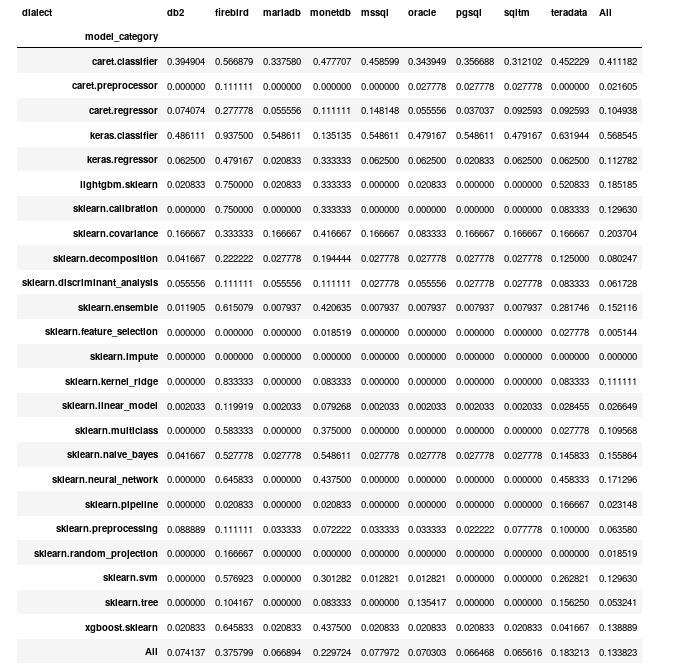 dialect db2 firebird mariadb monetdb mssql oracle pgsql sqltm teradata All
model_category
caret.classifier 0.394904 0.566879 0.337580 0.477707 0.458599 0.343949 0.356688 0.312102 0.452229 0.411182
caret.preprocessor 0.000000 0.111111 0.000000 0.000000 0.000000 0.027778 0.027778 0.027778 0.000000 0.021605
caret.regressor 0.074074 0.277778 0.055556 0.111111 0.148148 0.055556 0.037037 0.092593 0.092593 0.104938
keras.classifier 0.486111 0.937500 0.548611 0.135135 0.548611 0.479167 0.548611 0.479167 0.631944 0.568545
keras.regressor 0.062500 0.479167 0.020833 0.333333 0.062500 0.062500 0.020833 0.062500 0.062500 0.112782
lightgbm.sklearn 0.020833 0.750000 0.020833 0.333333 0.000000 0.020833 0.000000 0.000000 0.520833 0.185185
sklearn.calibration 0.000000 0.750000 0.000000 0.333333 0.000000 0.000000 0.000000 0.000000 0.083333 0.129630
sklearn.covariance 0.166667 0.333333 0.166667 0.416667 0.166667 0.083333 0.166667 0.166667 0.166667 0.203704
sklearn.decomposition 0.041667 0.222222 0.027778 0.194444 0.027778 0.027778 0.027778 0.027778 0.125000 0.080247
sklearn.discriminant_analysis 0.055556 0.111111 0.055556 0.111111 0.027778 0.055556 0.027778 0.027778 0.083333 0.061728
sklearn.ensemble 0.011905 0.615079 0.007937 0.420635 0.007937 0.007937 0.007937 0.007937 0.281746 0.152116
sklearn.feature_selection 0.000000 0.000000 0.000000 0.018519 0.000000 0.000000 0.000000 0.000000 0.027778 0.005144
sklearn.impute 0.000000 0.000000 0.000000 0.000000 0.000000 0.000000 0.000000 0.000000 0.000000 0.000000
sklearn.kernel_ridge 0.000000 0.833333 0.000000 0.083333 0.000000 0.000000 0.000000 0.000000 0.083333 0.111111
sklearn.linear_model 0.002033 0.119919 0.002033 0.079268 0.002033 0.002033 0.002033 0.002033 0.028455 0.026649
sklearn.multiclass 0.000000 0.583333 0.000000 0.375000 0.000000 0.000000 0.000000 0.000000 0.027778 0.109568
sklearn.naive_bayes 0.041667 0.527778 0.027778 0.548611 0.027778 0.027778 0.027778 0.027778 0.145833 0.155864
sklearn.neural_network 0.000000 0.645833 0.000000 0.437500 0.000000 0.000000 0.000000 0.000000 0.458333 0.171296
sklearn.pipeline 0.000000 0.020833 0.000000 0.020833 0.000000 0.000000 0.000000 0.000000 0.166667 0.023148
sklearn.preprocessing 0.088889 0.111111 0.033333 0.072222 0.033333 0.033333 0.022222 0.077778 0.100000 0.063580
sklearn.random_projection 0.000000 0.166667 0.000000 0.000000 0.000000 0.000000 0.000000 0.000000 0.000000 0.018519
sklearn.svm 0.000000 0.576923 0.000000 0.301282 0.012821 0.012821 0.000000 0.000000 0.262821 0.129630
sklearn.tree 0.000000 0.104167 0.000000 0.083333 0.000000 0.135417 0.000000 0.000000 0.156250 0.053241
xgboost.sklearn 0.020833 0.645833 0.020833 0.437500 0.020833 0.020833 0.020833 0.020833 0.041667 0.138889
All 0.074137 0.375799 0.066894 0.229724 0.077972 0.070303 0.066468 0.065616 0.183213 0.133823